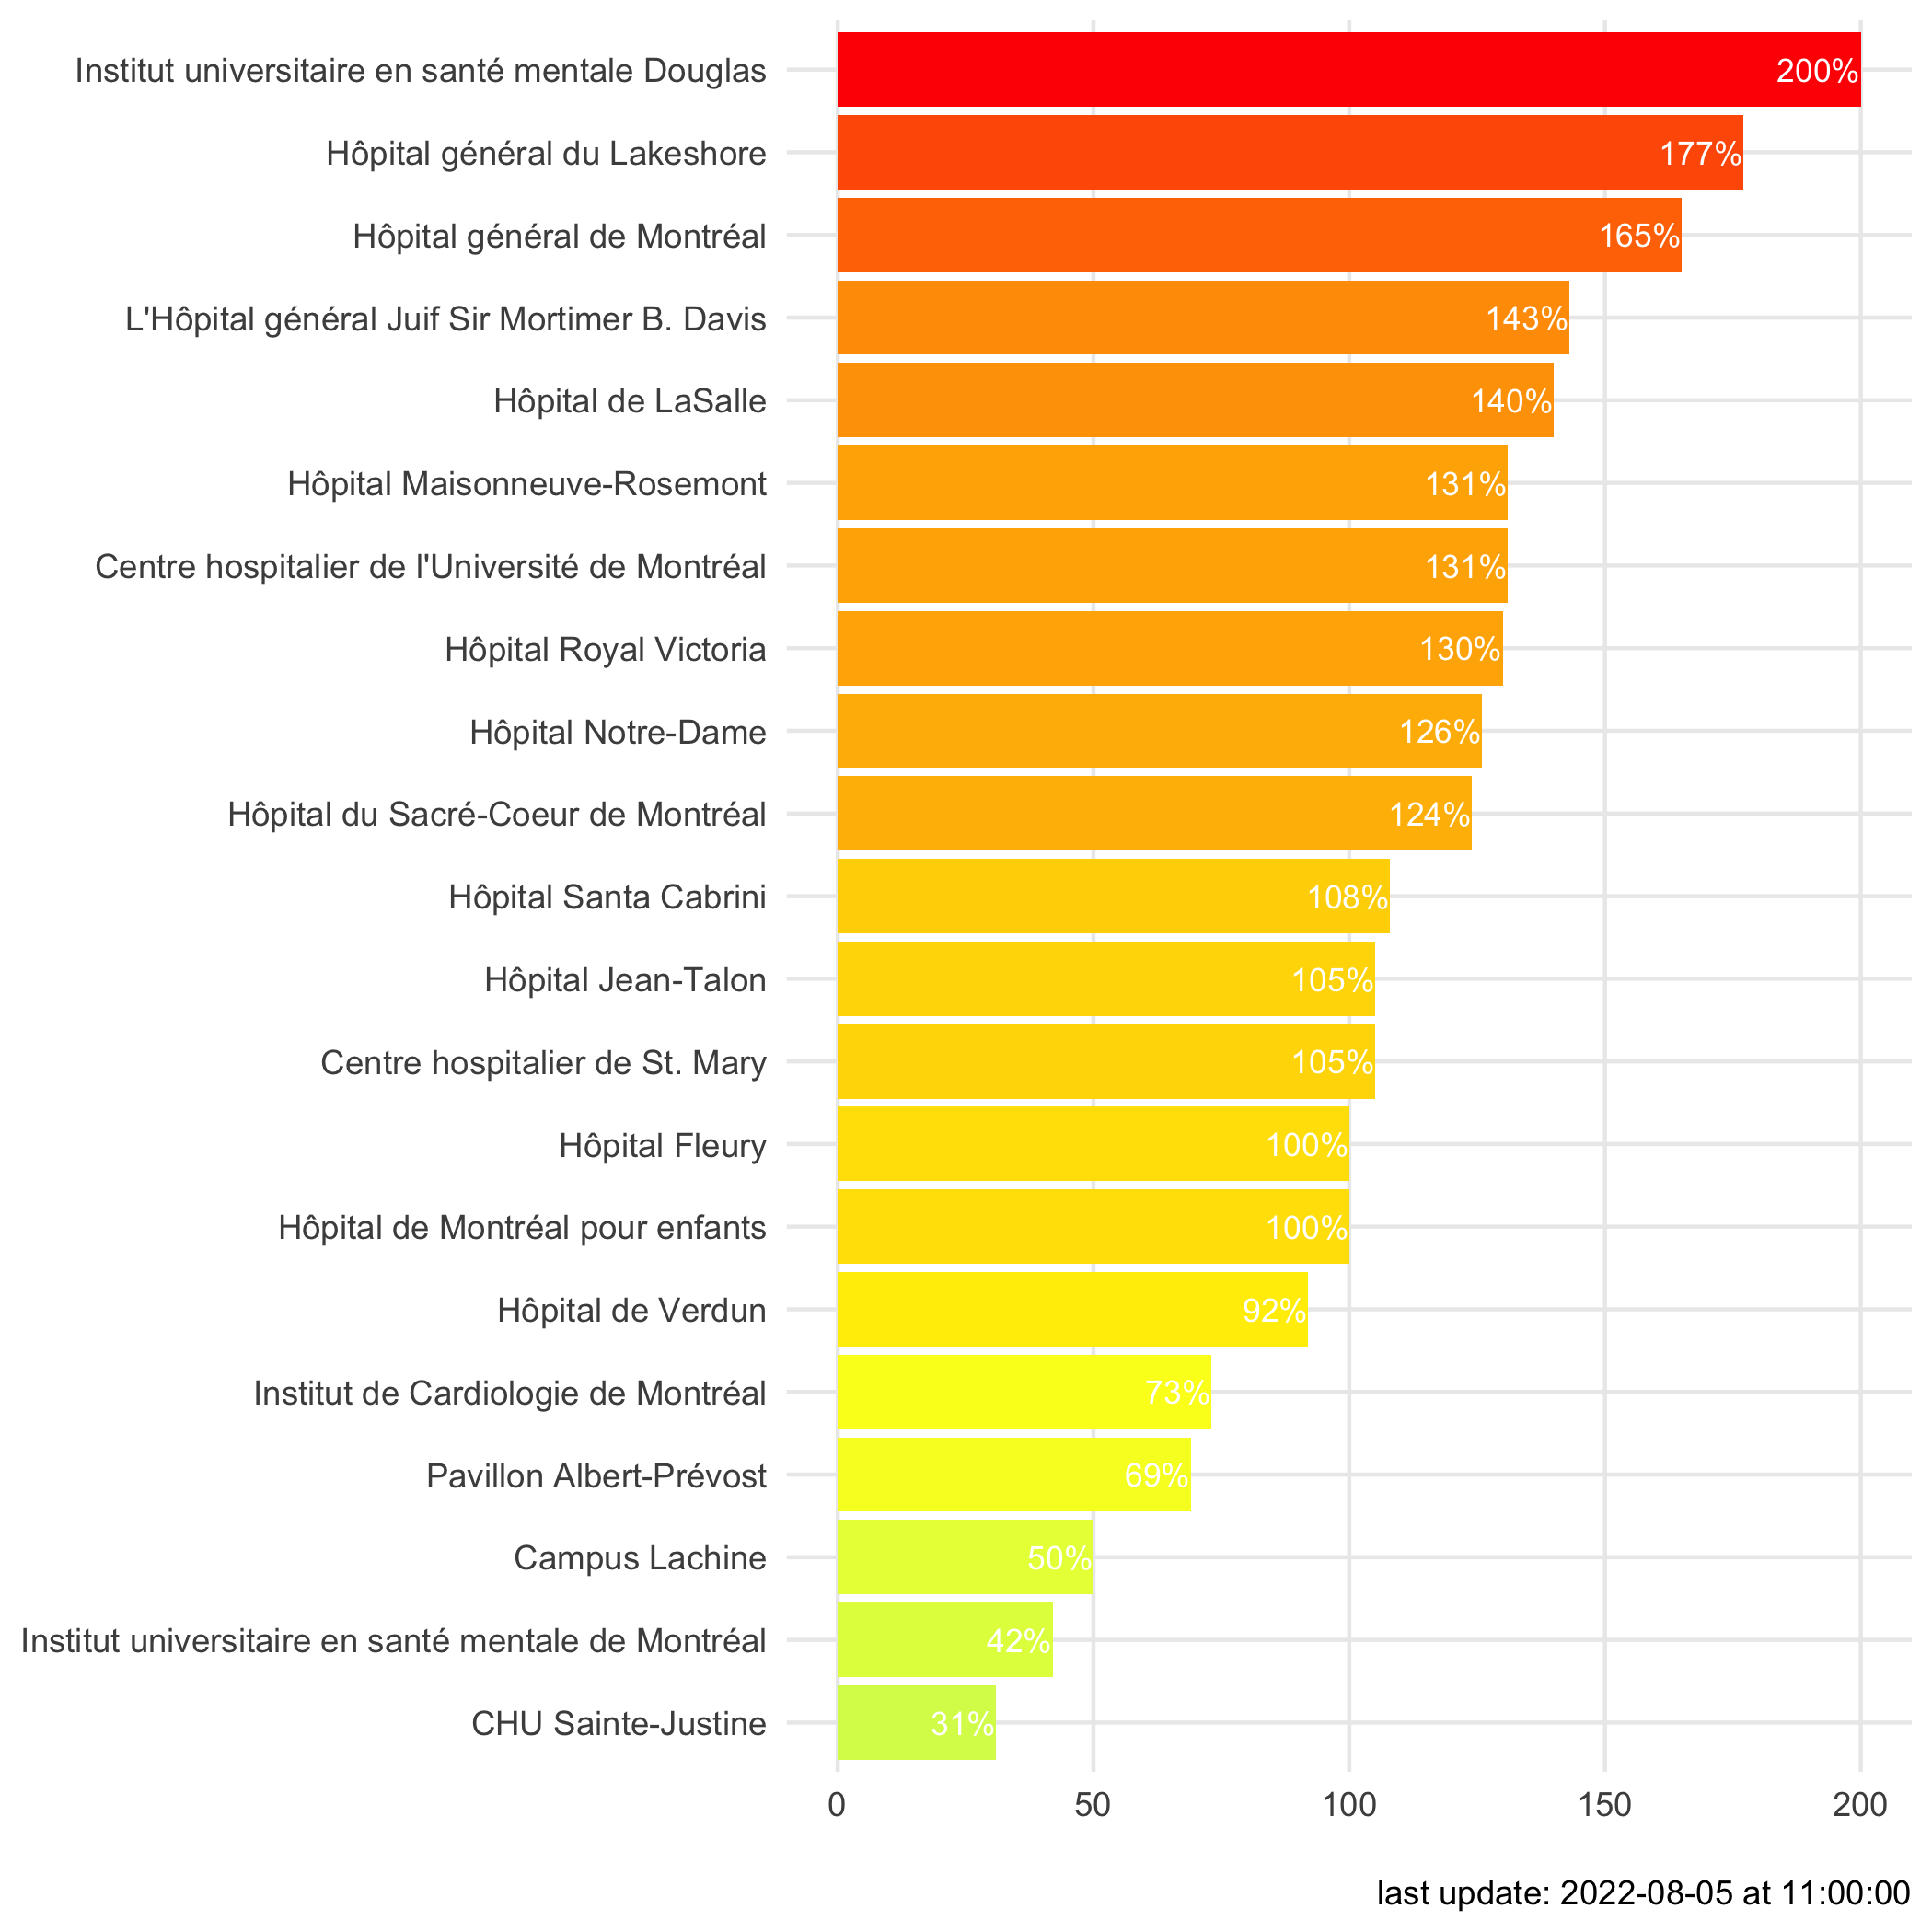 Institut universitaire en santé mentale Douglas 200%
Hôpital général du Lakeshore 177%
Hôpital général de Montréal 165%
L'Hôpital général Juif Sir Mortimer B. Davis 143%
Hôpital de LaSalle 140%
Hôpital Maisonneuve-Rosemont 131%
Centre hospitalier de l'Université de Montréal 131%
Hôpital Royal Victoria 130%
Hôpital Notre-Dame 126%
Hôpital du Sacré-Coeur de Montréal 124%
Hôpital Santa Cabrini 108%
Hôpital Jean-Talon 105%
Centre hospitalier de St. Mary 105%
Hôpital Fleury 100%
Hôpital de Montréal pour enfants 100%
Hôpital de Verdun 92%
Institut de Cardiologie de Montréal 73%
Pavillon Albert-Prévost 69%
Campus Lachine 50%
Institut universitaire en santé mentale de Montréal 42%
CHU Sainte-Justine 31%
0 50 100 150 200
last update: 2022-08-05 at 11:00:00